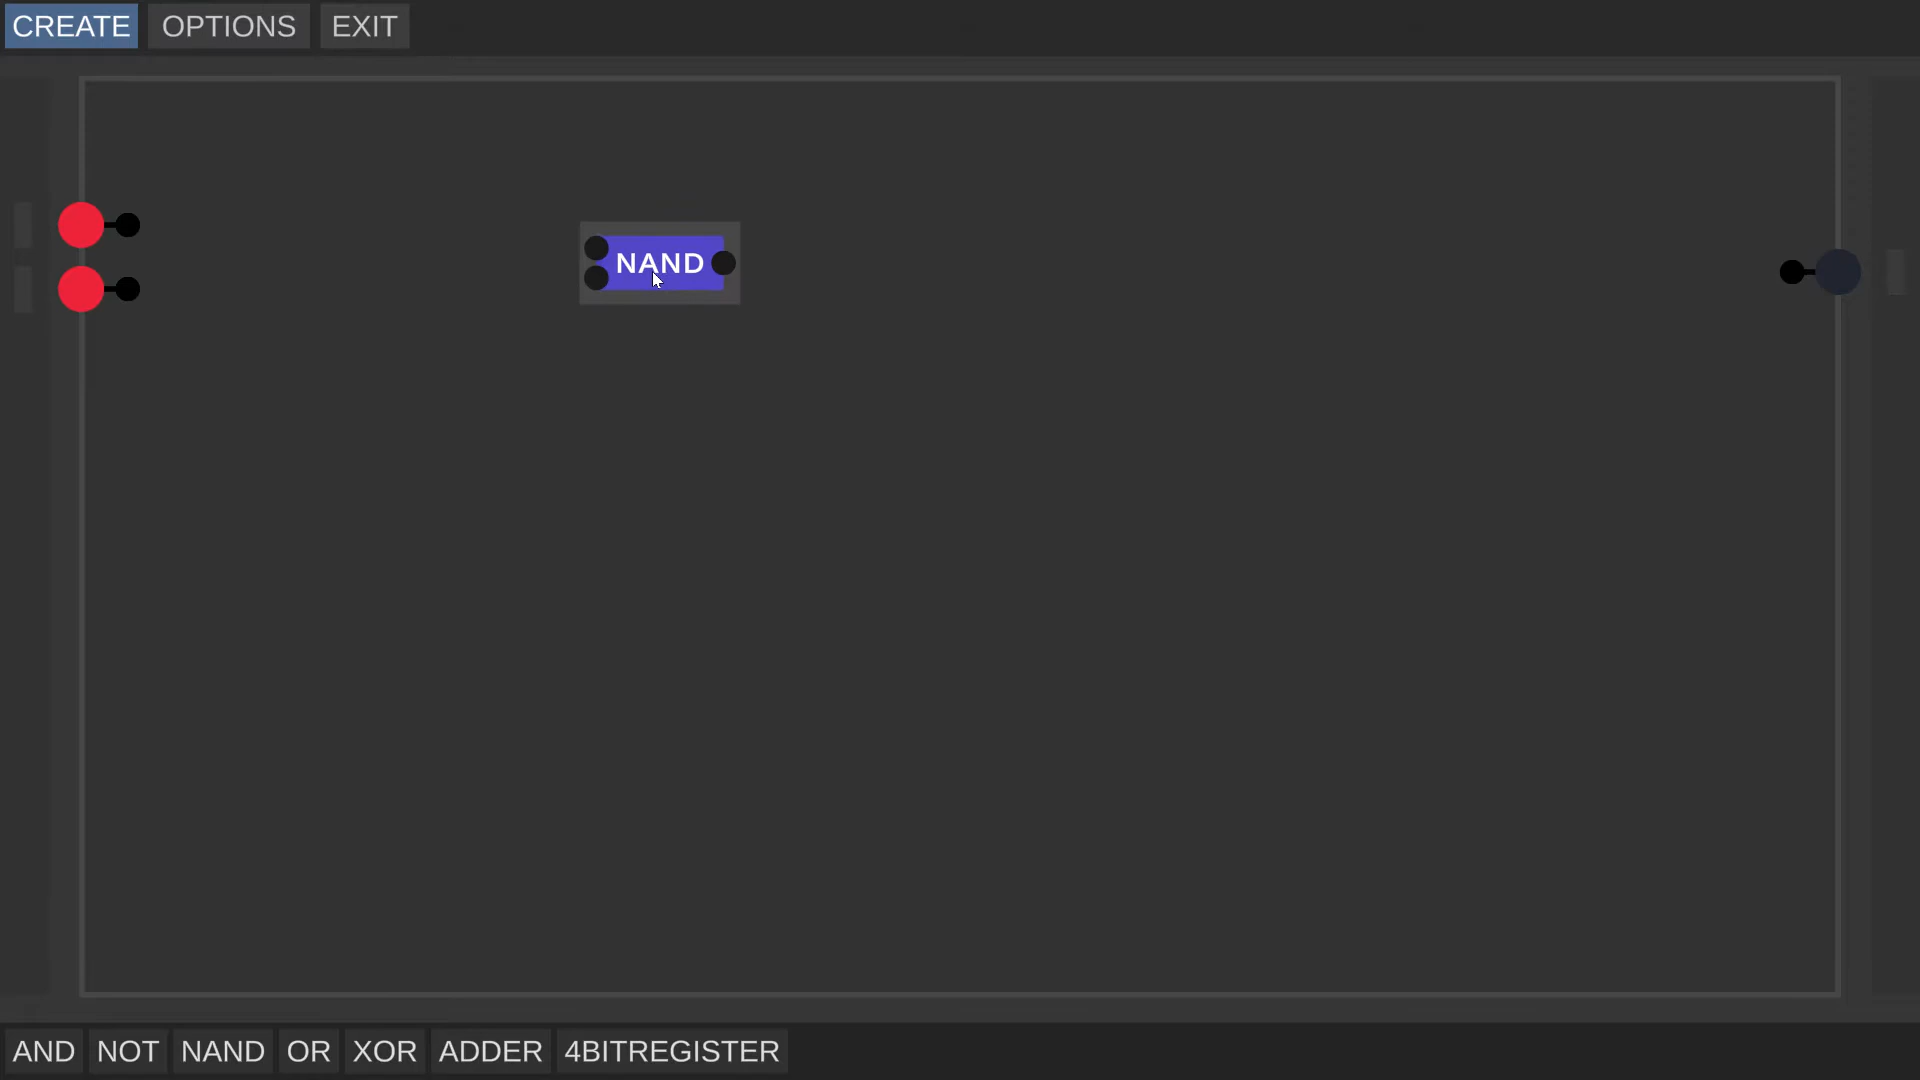 CREATE OPTIONS EXIT
NAND
AND NOT NAND OR XOR ADDER 4BITREGISTER